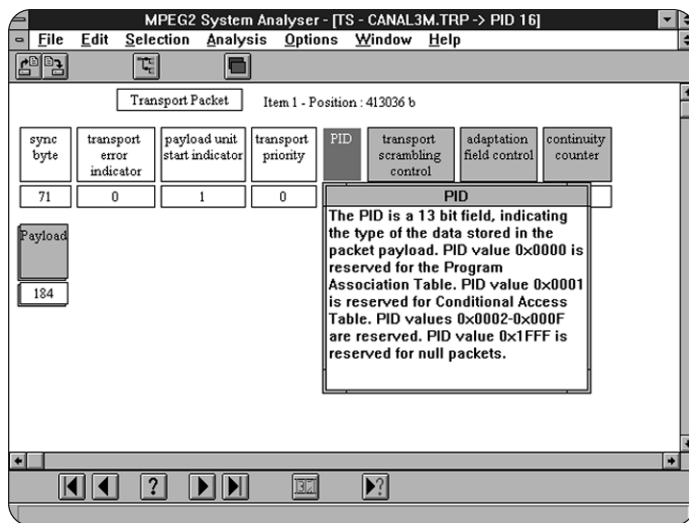 MPEG2 System Analyser - [TS - CANAL3M.TRP -> PID 16]
File Edit Selection Analysis Options Window Help
Transport Packet Item 1 - Position : 413036 b
sync
byte
transport
error
indicator
payload unit
start indicator
transport
priority
PID
transport
scrambling
control
adaptation
field control
continuity
counter
71 0 1 0
PID
The PID is a 13 bit field, indicating
the type of the data stored in the
packet payload. PID value 0x0000 is
reserved for the Program
Association Table. PID value 0x0001
is reserved for Conditional Access
Table. PID values 0x0002-0x000F
are reserved. PID value 0x1FFF is
reserved for null packets.
Payload
184
? ?